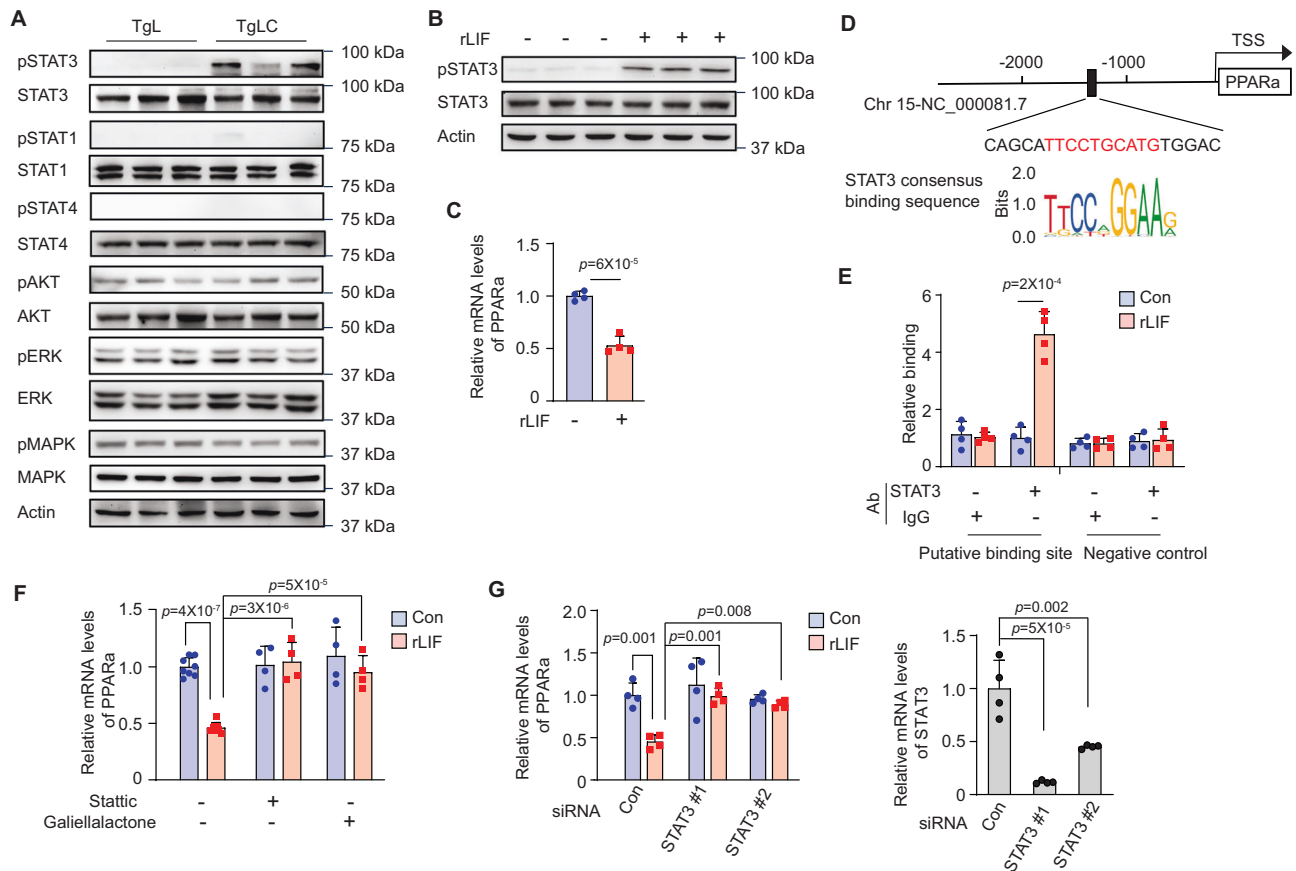 A
TgL TgLC
pSTAT3
100 kDa
STAT3
100 kDa
pSTAT1
75 kDa
STAT1
75 kDa
pSTAT4
75 kDa
STAT4
75 kDa
pAKT
50 kDa
AKT
50 kDa
pERK
37 kDa
ERK
37 kDa
pMAPK
37 kDa
MAPK
37 kDa
Actin
37 kDa
B
rLIF - - - + + +
pSTAT3
100 kDa
STAT3
100 kDa
Actin
37 kDa
C
Relative mRNA levels
of PPARa
1.5
1.0
0.5
0
p=6X10-5
rLIF - +
D
TSS
-2000 -1000
PPARa
Chr 15-NC_000081.7
CAGCATTCCTGCATGTGGAC
STAT3 consensus
binding sequence
Bits
2.0
1.0
0.0
E
Relative binding
6
4
2
0
p=2X10-4
Con
rLIF
Ab
STAT3 - + - +
IgG + - + -
Putative binding site Negative control
F
Relative mRNA levels
of PPARa
1.5
1.0
0.5
0
p=5X10-5
p=4X10-7
p=3X10-6
Con
rLIF
Stattic - +
Galiellalactone - +
G
Relative mRNA levels
of PPARa
2.0
1.5
1.0
0.5
0.0
p=0.008
p=0.001 p=0.001
Con
rLIF
siRNA
Con
STAT3 #1
STAT3 #2
Relative mRNA levels
of STAT3
1.5
1.0
0.5
0.0
p=0.002
p=5X10-5
siRNA
Con
STAT3 #1
STAT3 #2